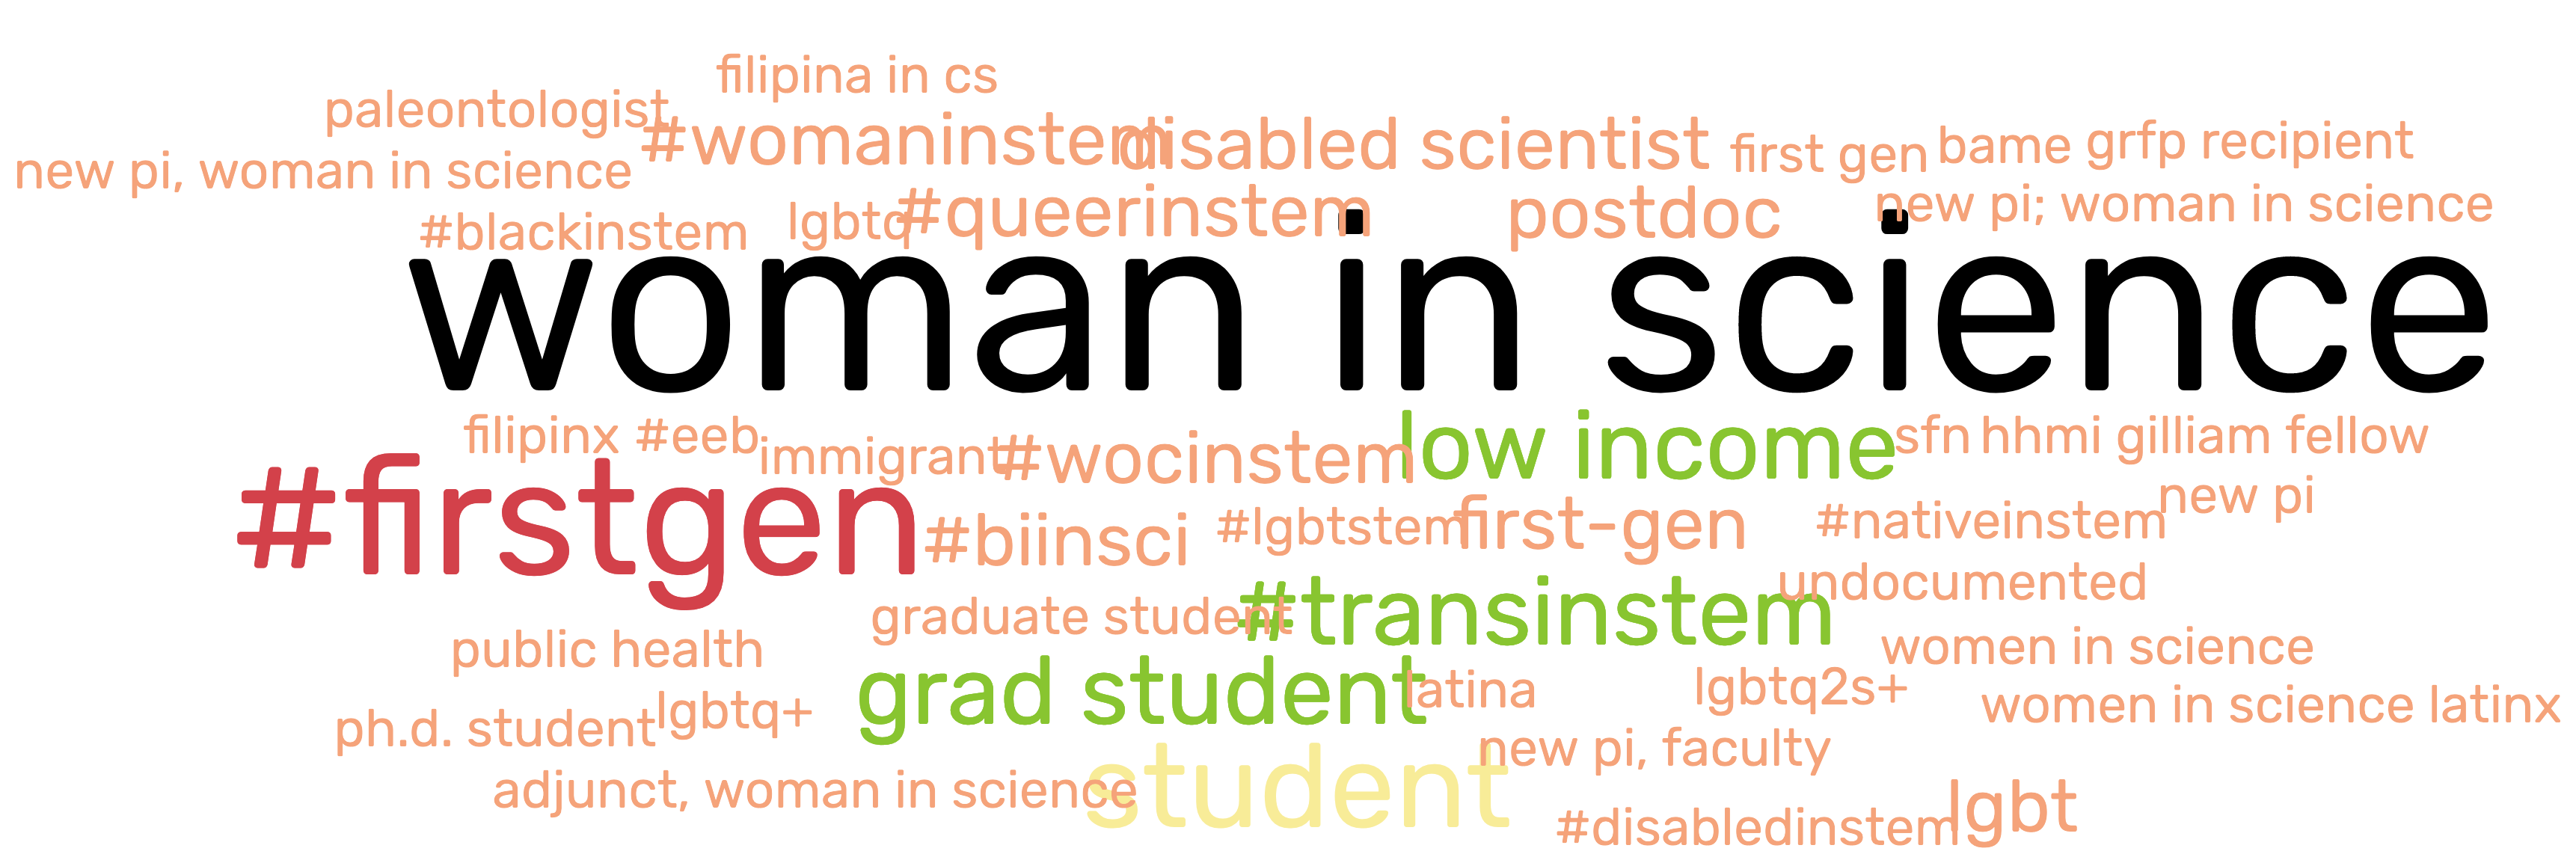 filipina in cs
paleontologist
#womaninstem
disabled scientist
first gen
bame
grfp recipient
new pi, woman in science
#blackinstem
lgbtq
#queerinstem
postdoc
new pi; woman in science
woman in science
filipinx
#eeb
immigrant
#wocinstem
low income
sfn
hhmi gilliam fellow
#firstgen
#biinsci
#lgbtstem
first-gen
#nativeinstem
new pi
graduate student
#transinstem
undocumented
public health
grad student
latina
lgbtq2s+
women in science
ph.d. student
lgbtq+
women in science latinx
adjunct, woman in science
student
new pi, faculty
#disabledinstem
lgbt